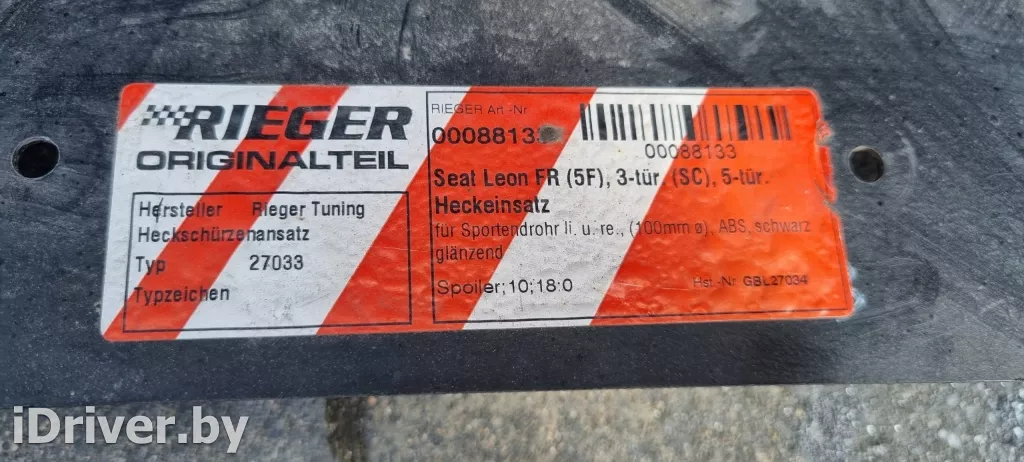 RIEGER
ORIGINALTEIL
Hersteller Rieger Tuning
Heckschürzenansatz
Typ 27033
Typzeichen
RIEGER Art.-Nr.
00088133
00088133
Seat Leon FR (5F), 3-tür. (SC), 5-tür.
Heckeinsatz
für Sportendrohr li. u. re., (100mm ø), ABS, schwarz
glänzend
Spoiler;10;18;0
Hst.-Nr. GBL27034
iDriver.by